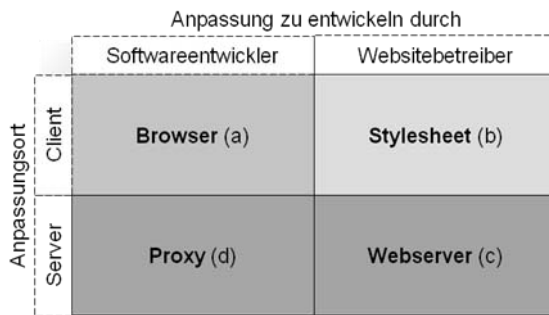 Anpassung zu entwickeln durch
Softwareentwickler
Websitebetreiber
Anpassungsort
Client
Browser (a)
Stylesheet (b)
Server
Proxy (d)
Webserver (c)